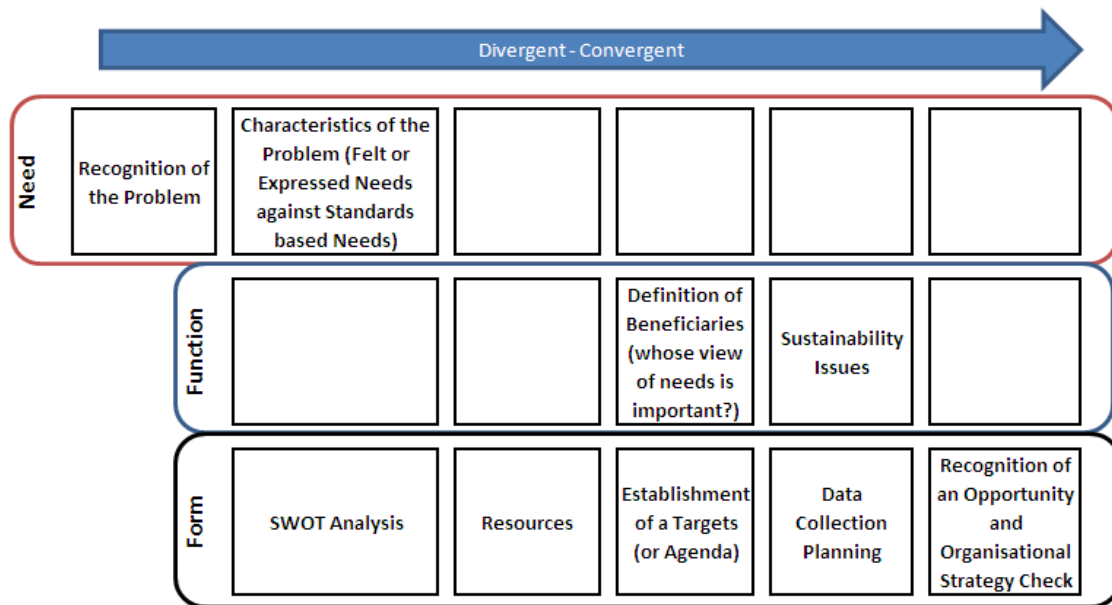 Divergent - Convergent
Need
Recognition of
the Problem
Characteristics of the
Problem (Felt or
Expressed Needs
against Standards
based Needs)
Function
Definition of
Beneficiaries
(whose view
of needs is
important?)
Sustainability
Issues
Form
SWOT Analysis
Resources
Establishment
of a Targets
(or Agenda)
Data
Collection
Planning
Recognition of
an Opportunity
and
Organisational
Strategy Check